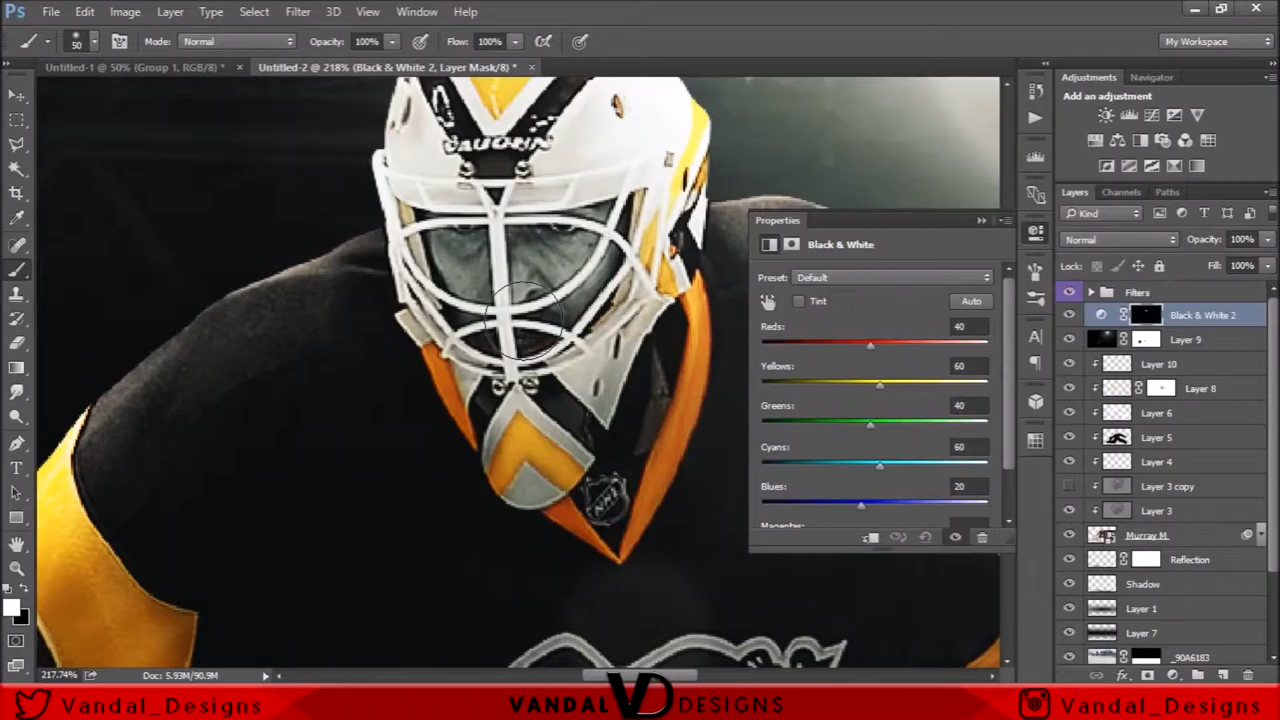 Ps File Edit Image Layer Type Select Filter 3D View Window Help
50 Mode: Normal Opacity: 100% Flow: 100% My Workspace
Untitled-1 @ 50% (Group 1, RGB/8) * × Untitled-2 @ 218% (Black & White 2, Layer Mask/8) * ×
Adjustments Navigator
Add an adjustment
VAUGHN
Layers Channels Paths
Kind
Normal Opacity: 100%
Lock: Fill: 100%
Filters
Black & White 2
Layer 9
Layer 10
Layer 8
Layer 6
Layer 5
Layer 4
Layer 3 copy
Layer 3
Murray M
Reflection
Shadow
Layer 1
Layer 7
_90A6183
Properties
Black & White
Preset: Default
Tint Auto
Reds: 40
Yellows: 60
Greens: 40
Cyans: 60
Blues: 20
Magentas:
NHL
217.74% Doc: 5.93M/90.9M
Vandal_Designs VANDAL VD DESIGNS Vandal_Designs